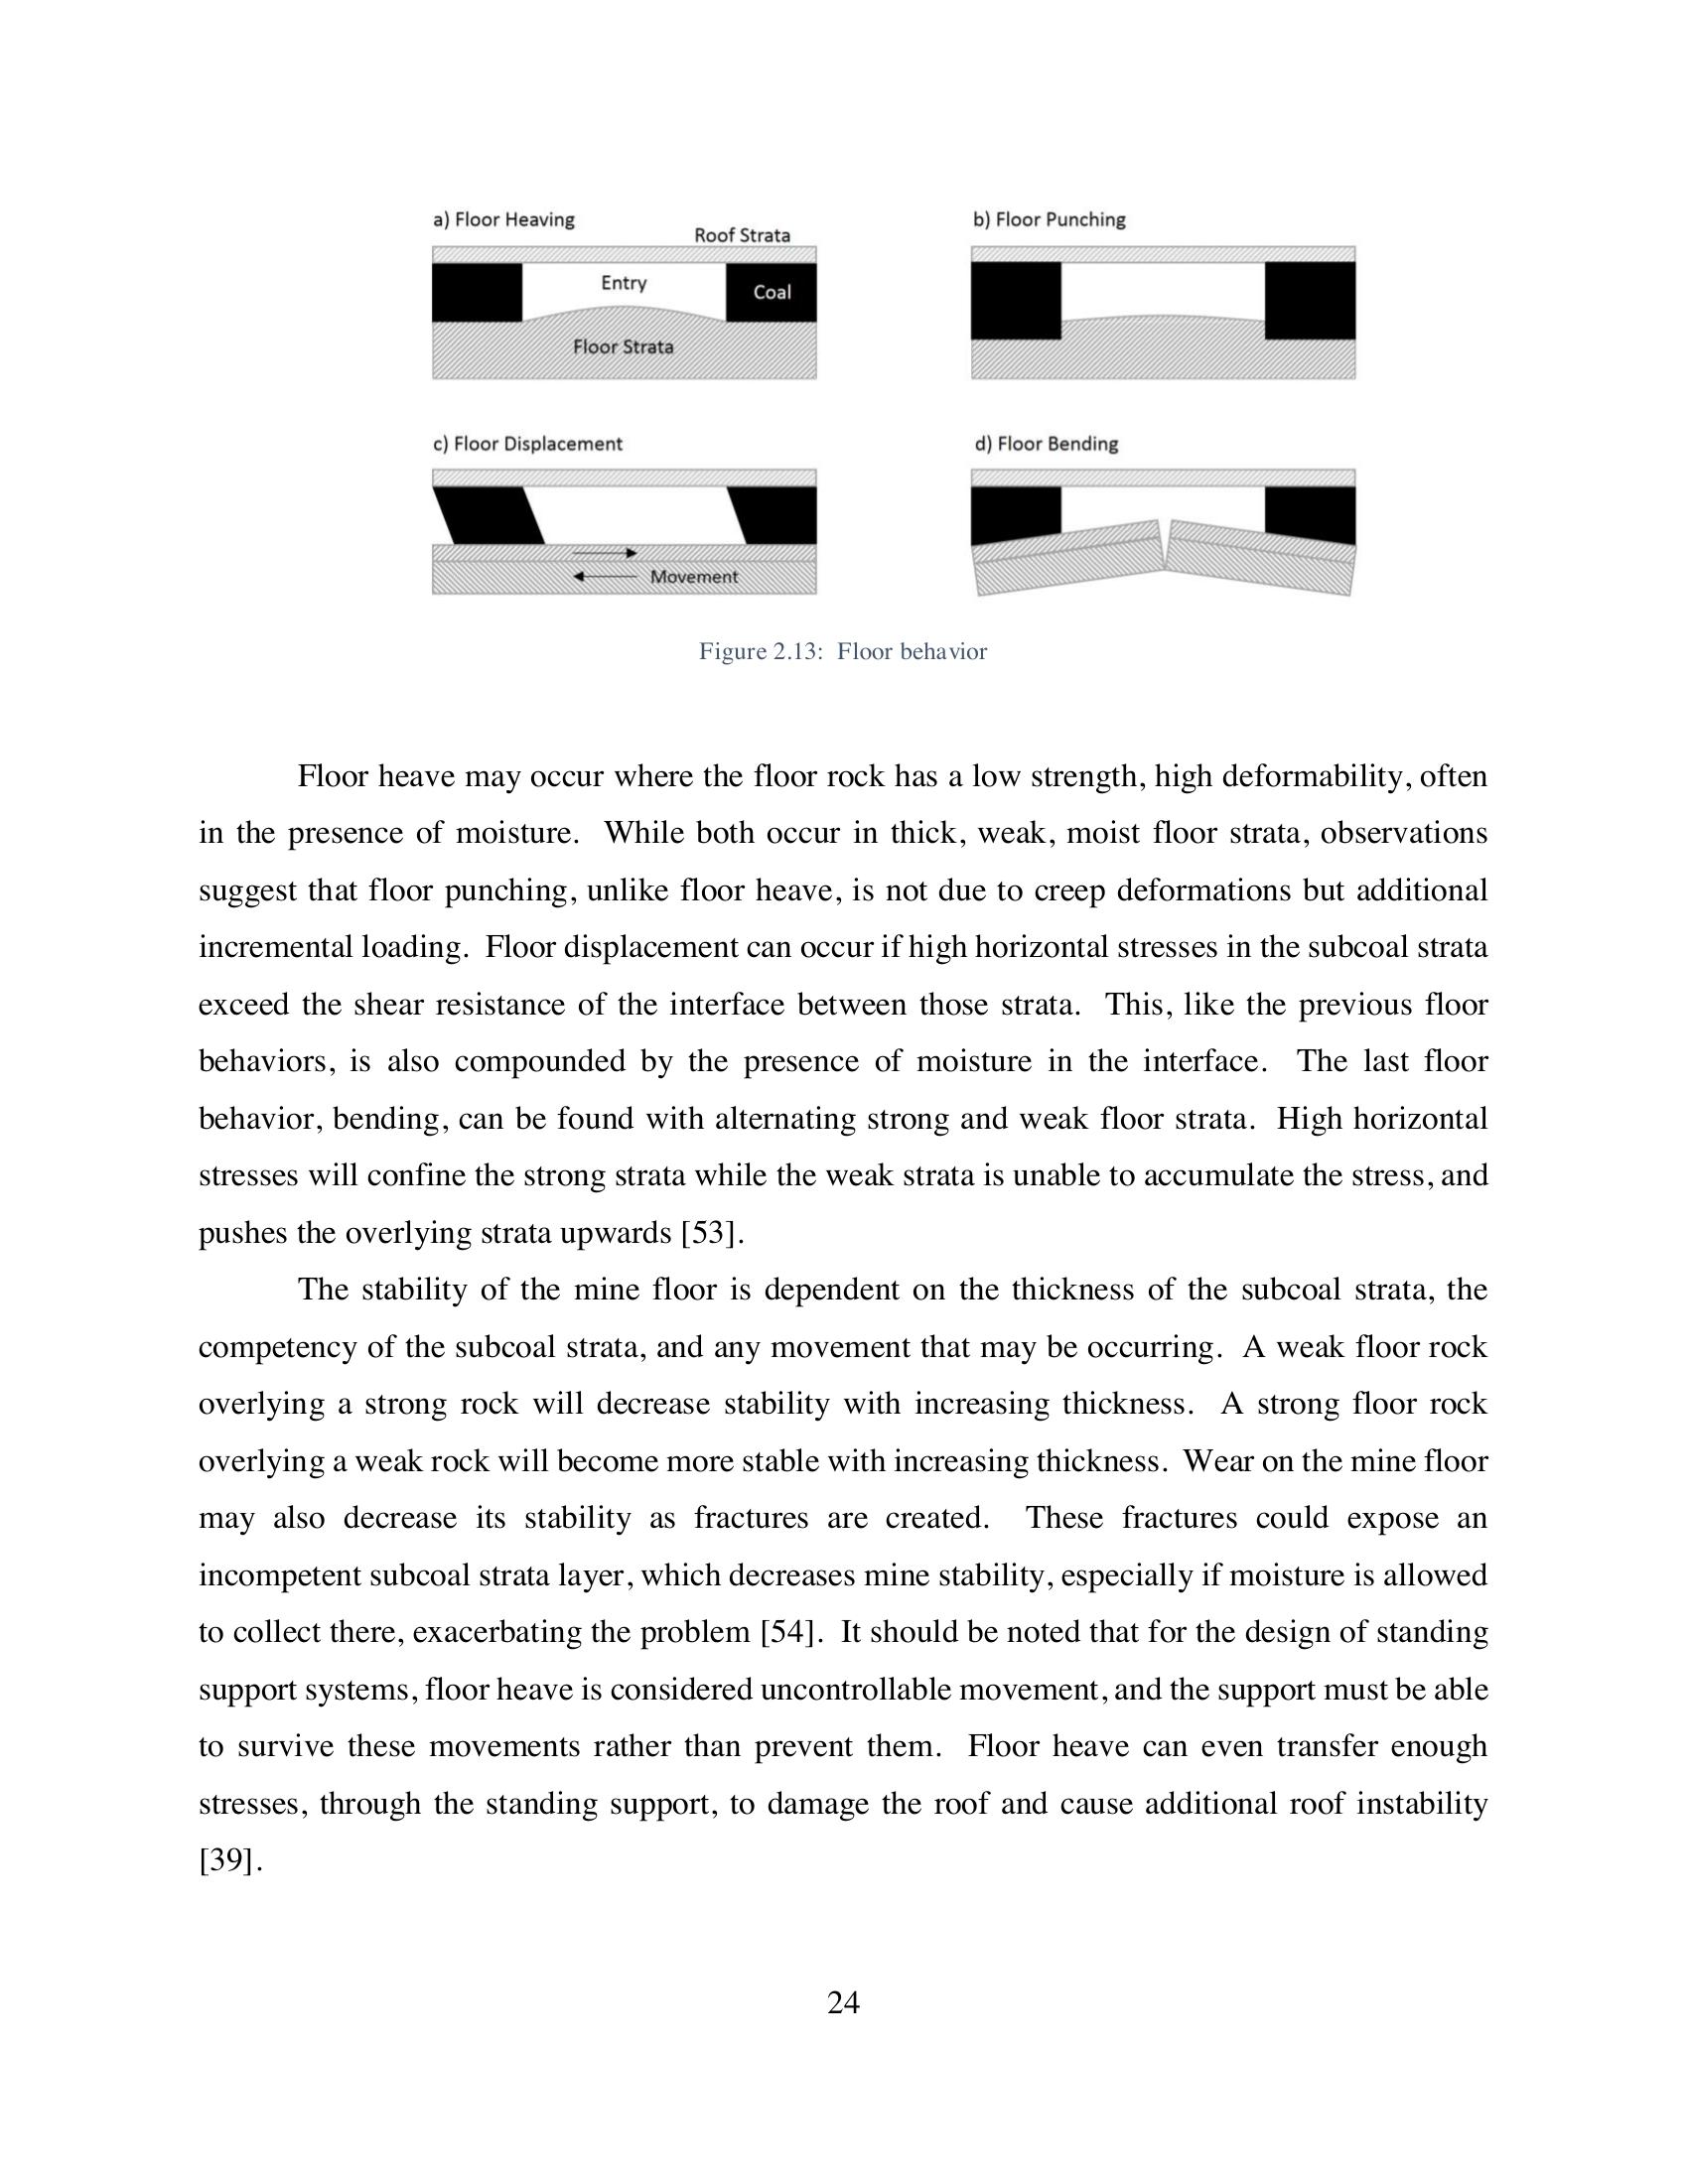 a) Floor Heaving
Roof Strata
Entry
Coal
Floor Strata
b) Floor Punching
c) Floor Displacement
Movement
d) Floor Bending
Figure 2.13:  Floor behavior
Floor heave may occur where the floor rock has a low strength, high deformability, often
in the presence of moisture.  While both occur in thick, weak, moist floor strata, observations
suggest that floor punching, unlike floor heave, is not due to creep deformations but additional
incremental loading.  Floor displacement can occur if high horizontal stresses in the subcoal strata
exceed the shear resistance of the interface between those strata.  This, like the previous floor
behaviors, is also compounded by the presence of moisture in the interface.  The last floor
behavior, bending, can be found with alternating strong and weak floor strata.  High horizontal
stresses will confine the strong strata while the weak strata is unable to accumulate the stress, and
pushes the overlying strata upwards [53].
The stability of the mine floor is dependent on the thickness of the subcoal strata, the
competency of the subcoal strata, and any movement that may be occurring.  A weak floor rock
overlying a strong rock will decrease stability with increasing thickness.  A strong floor rock
overlying a weak rock will become more stable with increasing thickness.  Wear on the mine floor
may also decrease its stability as fractures are created.  These fractures could expose an
incompetent subcoal strata layer, which decreases mine stability, especially if moisture is allowed
to collect there, exacerbating the problem [54].  It should be noted that for the design of standing
support systems, floor heave is considered uncontrollable movement, and the support must be able
to survive these movements rather than prevent them.  Floor heave can even transfer enough
stresses, through the standing support, to damage the roof and cause additional roof instability
[39].
24